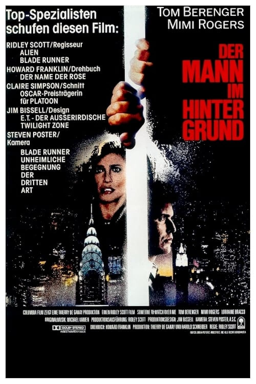 Top-Spezialisten
schufen diesen Film:
RIDLEY SCOTT/Regisseur
ALIEN
BLADE RUNNER
HOWARD FRANKLIN/Drehbuch
DER NAME DER ROSE
CLAIRE SIMPSON/Schnitt
OSCAR-Preisträgerin
für PLATOON
JIM BISSELL/Design
E.T. - DER AUSSERIRDISCHE
TWILIGHT ZONE
STEVEN POSTER/
Kamera
BLADE RUNNER
UNHEIMLICHE
BEGEGNUNG
DER
DRITTEN
ART
TOM BERENGER
MIMI ROGERS
DER
MANN
IM
HINTER
GRUND